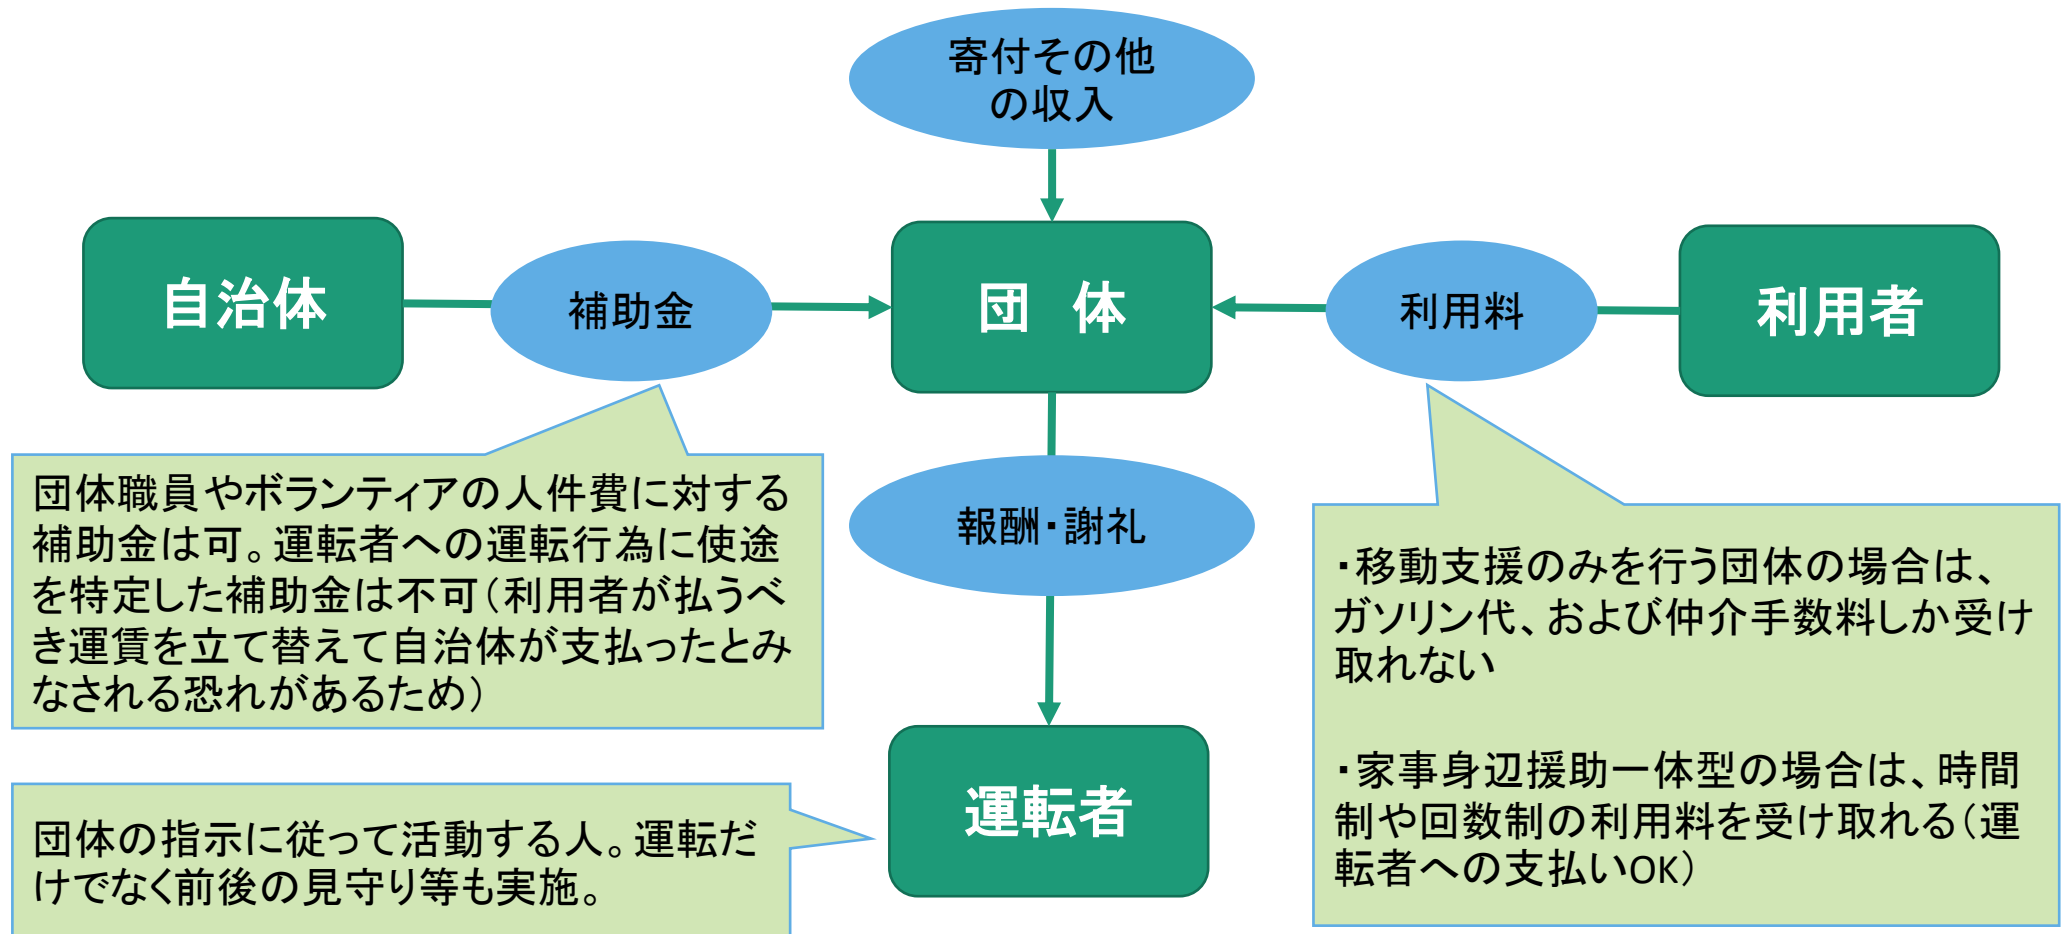 寄付その他
の収入
自治体
補助金
団　体
利用料
利用者
団体職員やボランティアの人件費に対する
補助金は可。運転者への運転行為に使途
を特定した補助金は不可（利用者が払うべ
き運賃を立て替えて自治体が支払ったとみ
なされる恐れがあるため）
報酬・謝礼
・移動支援のみを行う団体の場合は、
ガソリン代、および仲介手数料しか受け
取れない
・家事身辺援助一体型の場合は、時間
制や回数制の利用料を受け取れる（運
転者への支払いOK）
運転者
団体の指示に従って活動する人。運転だ
けでなく前後の見守り等も実施。